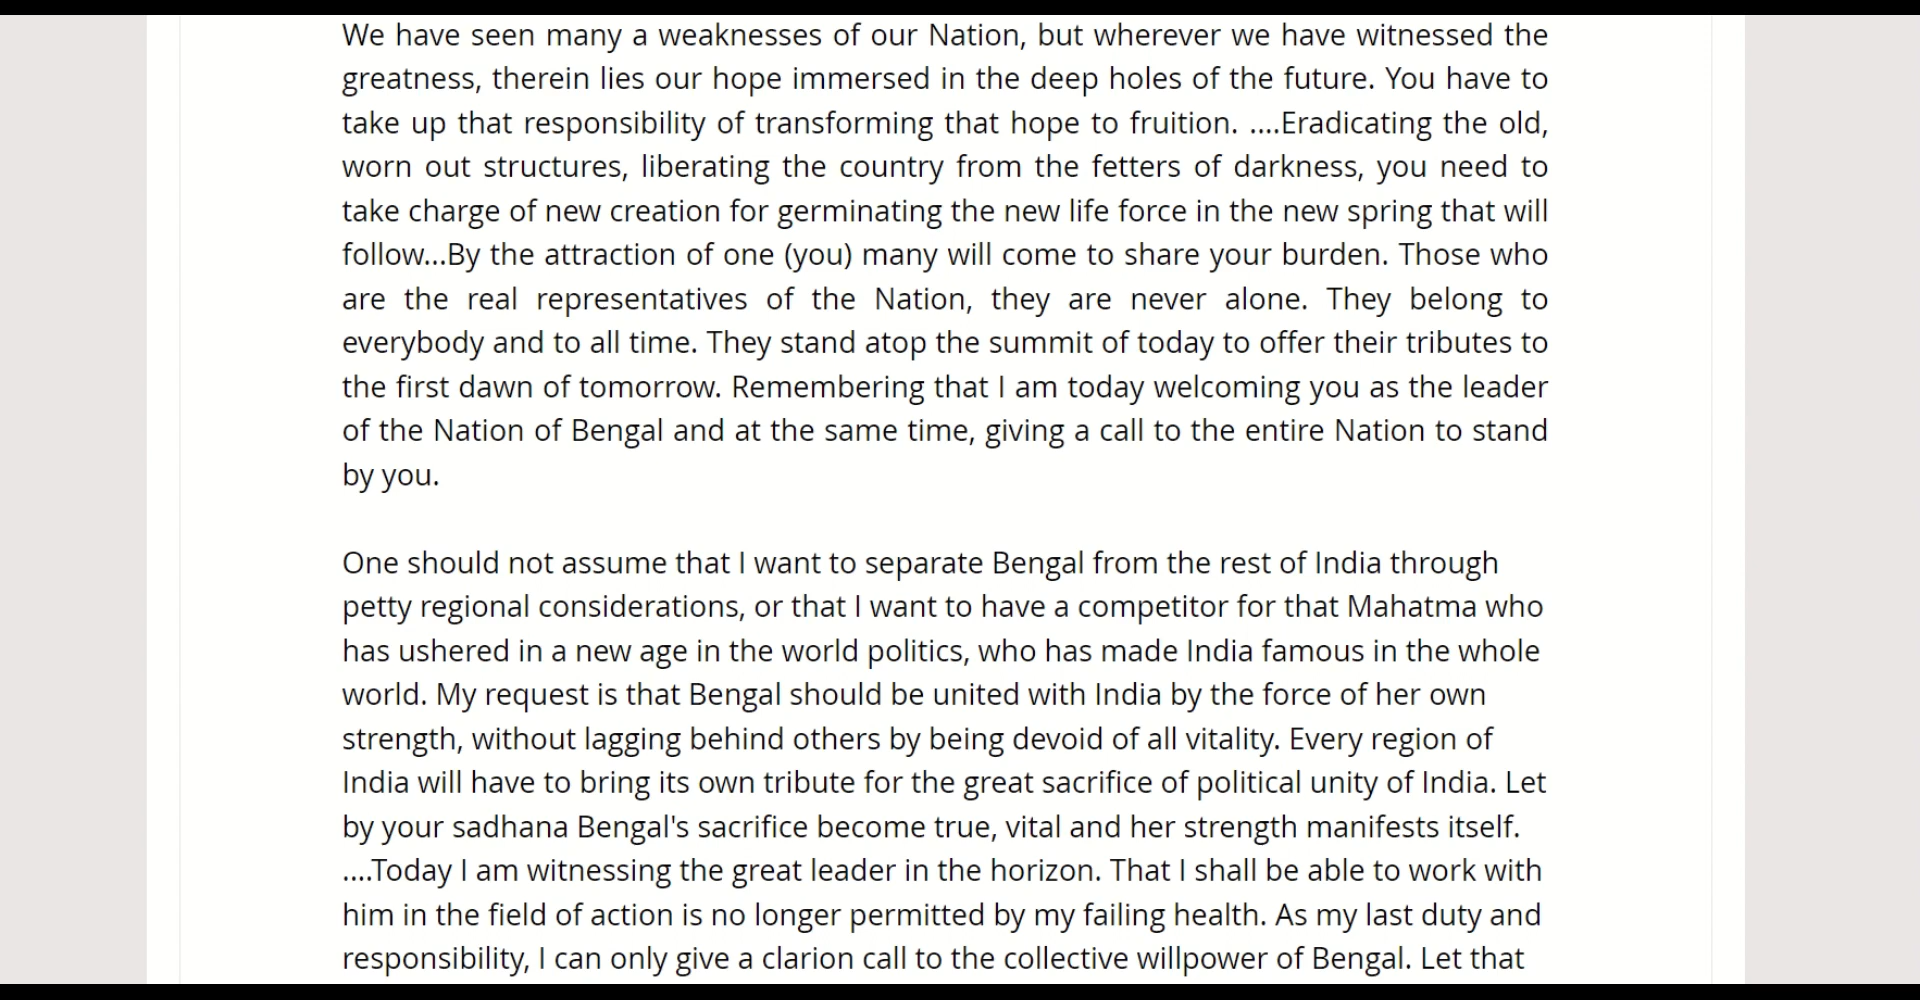 We have seen many a weaknesses of our Nation, but wherever we have witnessed the
greatness, therein lies our hope immersed in the deep holes of the future. You have to
take up that responsibility of transforming that hope to fruition. ....Eradicating the old,
worn out structures, liberating the country from the fetters of darkness, you need to
take charge of new creation for germinating the new life force in the new spring that will
follow...By the attraction of one (you) many will come to share your burden. Those who
are the real representatives of the Nation, they are never alone. They belong to
everybody and to all time. They stand atop the summit of today to offer their tributes to
the first dawn of tomorrow. Remembering that I am today welcoming you as the leader
of the Nation of Bengal and at the same time, giving a call to the entire Nation to stand
by you.
One should not assume that I want to separate Bengal from the rest of India through
petty regional considerations, or that I want to have a competitor for that Mahatma who
has ushered in a new age in the world politics, who has made India famous in the whole
world. My request is that Bengal should be united with India by the force of her own
strength, without lagging behind others by being devoid of all vitality. Every region of
India will have to bring its own tribute for the great sacrifice of political unity of India. Let
by your sadhana Bengal's sacrifice become true, vital and her strength manifests itself.
....Today I am witnessing the great leader in the horizon. That I shall be able to work with
him in the field of action is no longer permitted by my failing health. As my last duty and
responsibility, I can only give a clarion call to the collective willpower of Bengal. Let that